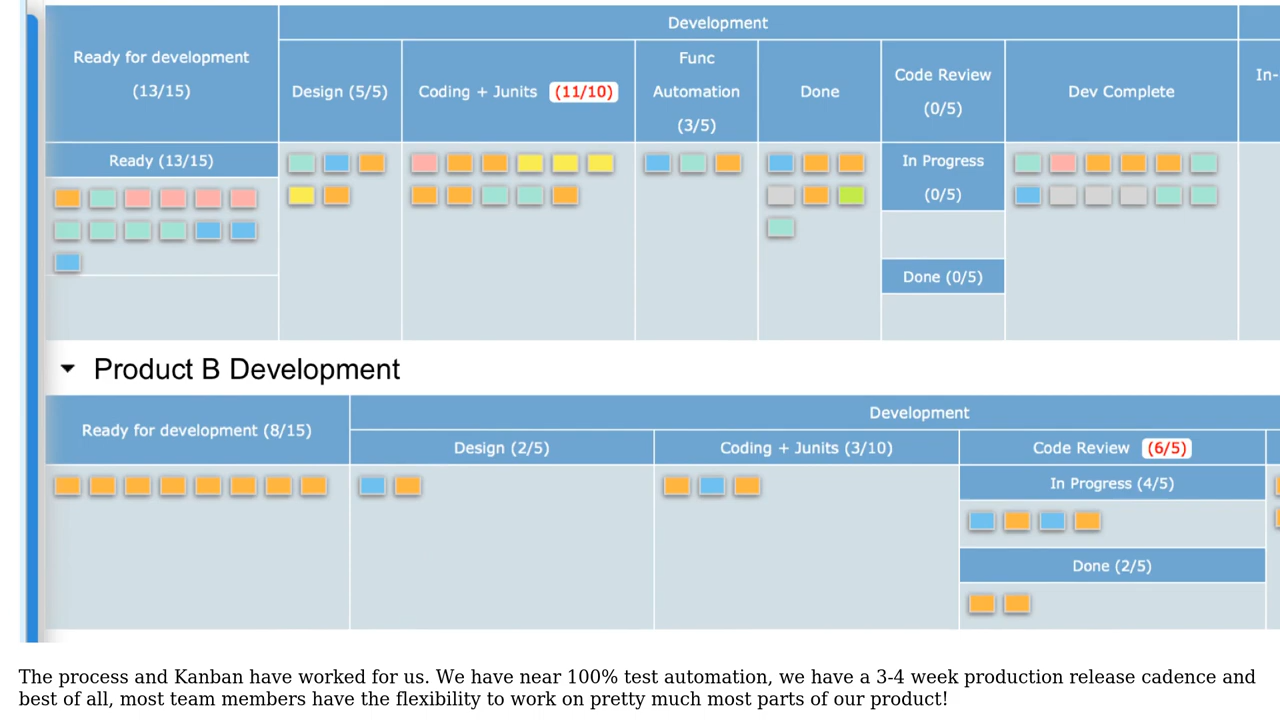 Development
Ready for development
(13/15)
Design (5/5)
Coding + Junits (11/10)
Func
Automation
(3/5)
Done
Code Review
(0/5)
Dev Complete
In-
Ready (13/15)
In Progress
(0/5)
Done (0/5)
Product B Development
Ready for development (8/15)
Development
Design (2/5)
Coding + Junits (3/10)
Code Review (6/5)
In Progress (4/5)
Done (2/5)
The process and Kanban have worked for us. We have near 100% test automation, we have a 3-4 week production release cadence and
best of all, most team members have the flexibility to work on pretty much most parts of our product!